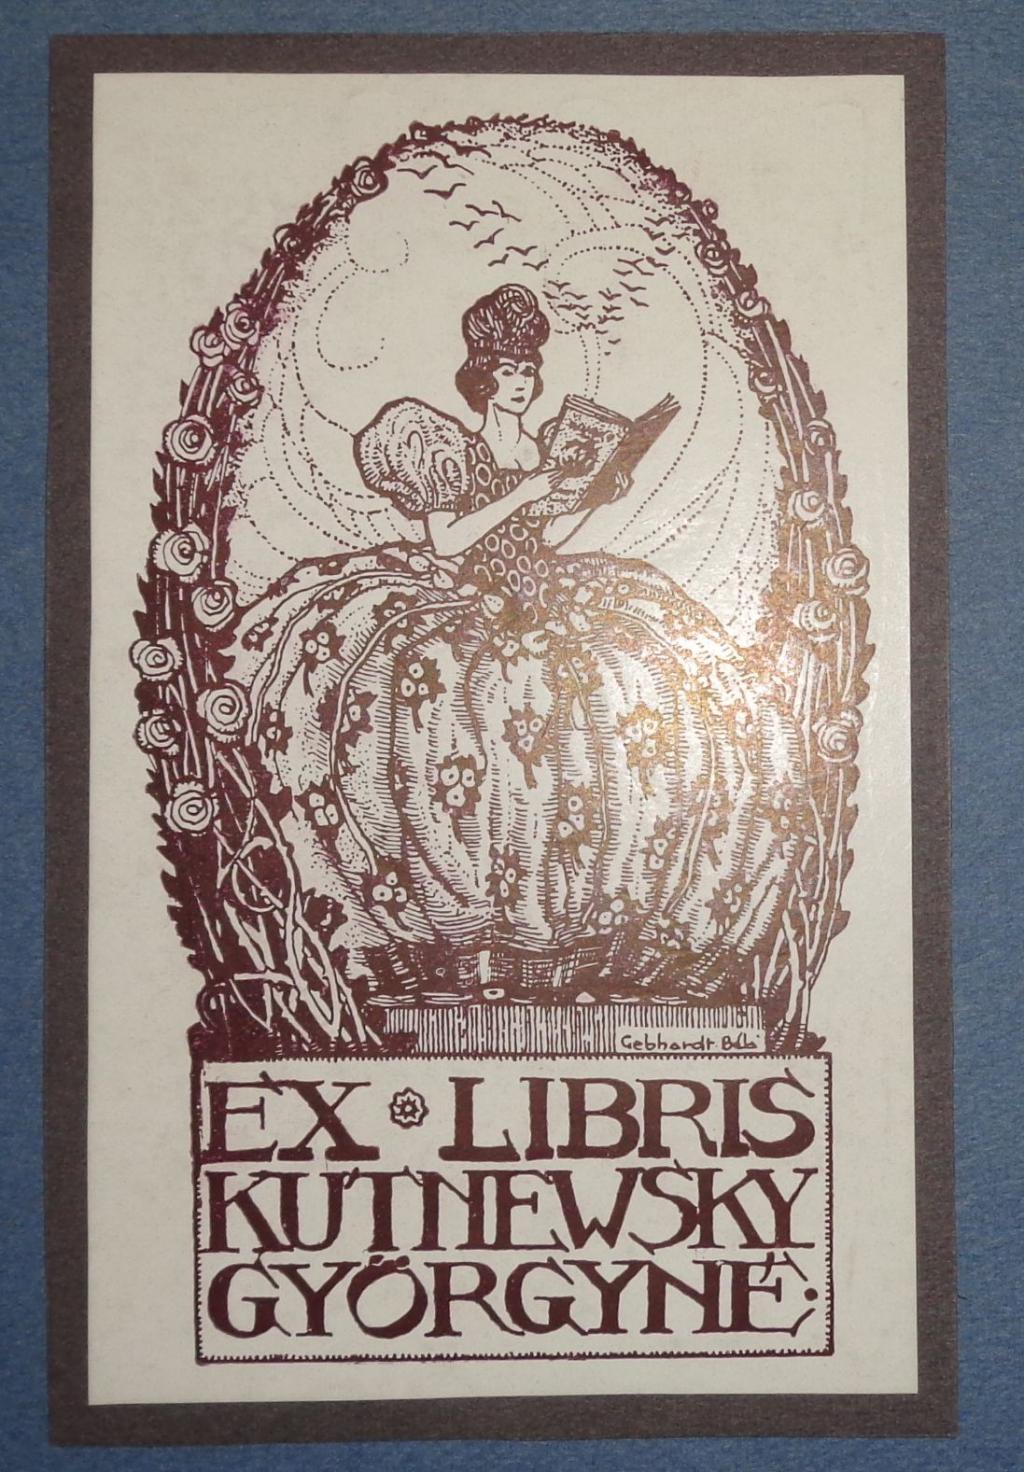 Gebhardt Béla
EX LIBRIS
KUTNEWSKY
GYÖRGYNÉ.